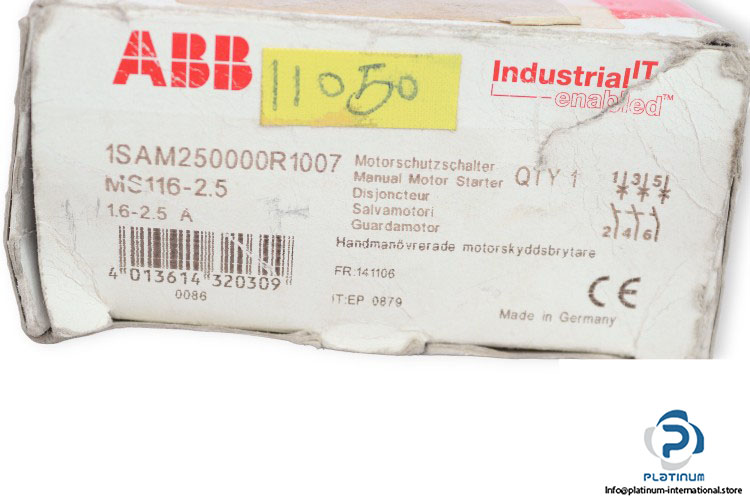 ABB
11050
Industrial IT
enabled™
1SAM250000R1007
MS116-2.5
1.6-2.5 A
Motorschutzschalter
Manual Motor Starter
Disjoncteur
Salvamotori
Guardamotor
Handmanövrerade motorskyddsbrytare
QTY 1
1 3 5
2 4 6
4 013614 320309
0086
FR:141106
IT:EP 0879
CE
Made in Germany
PLATINUM
Info@platinum-international.store